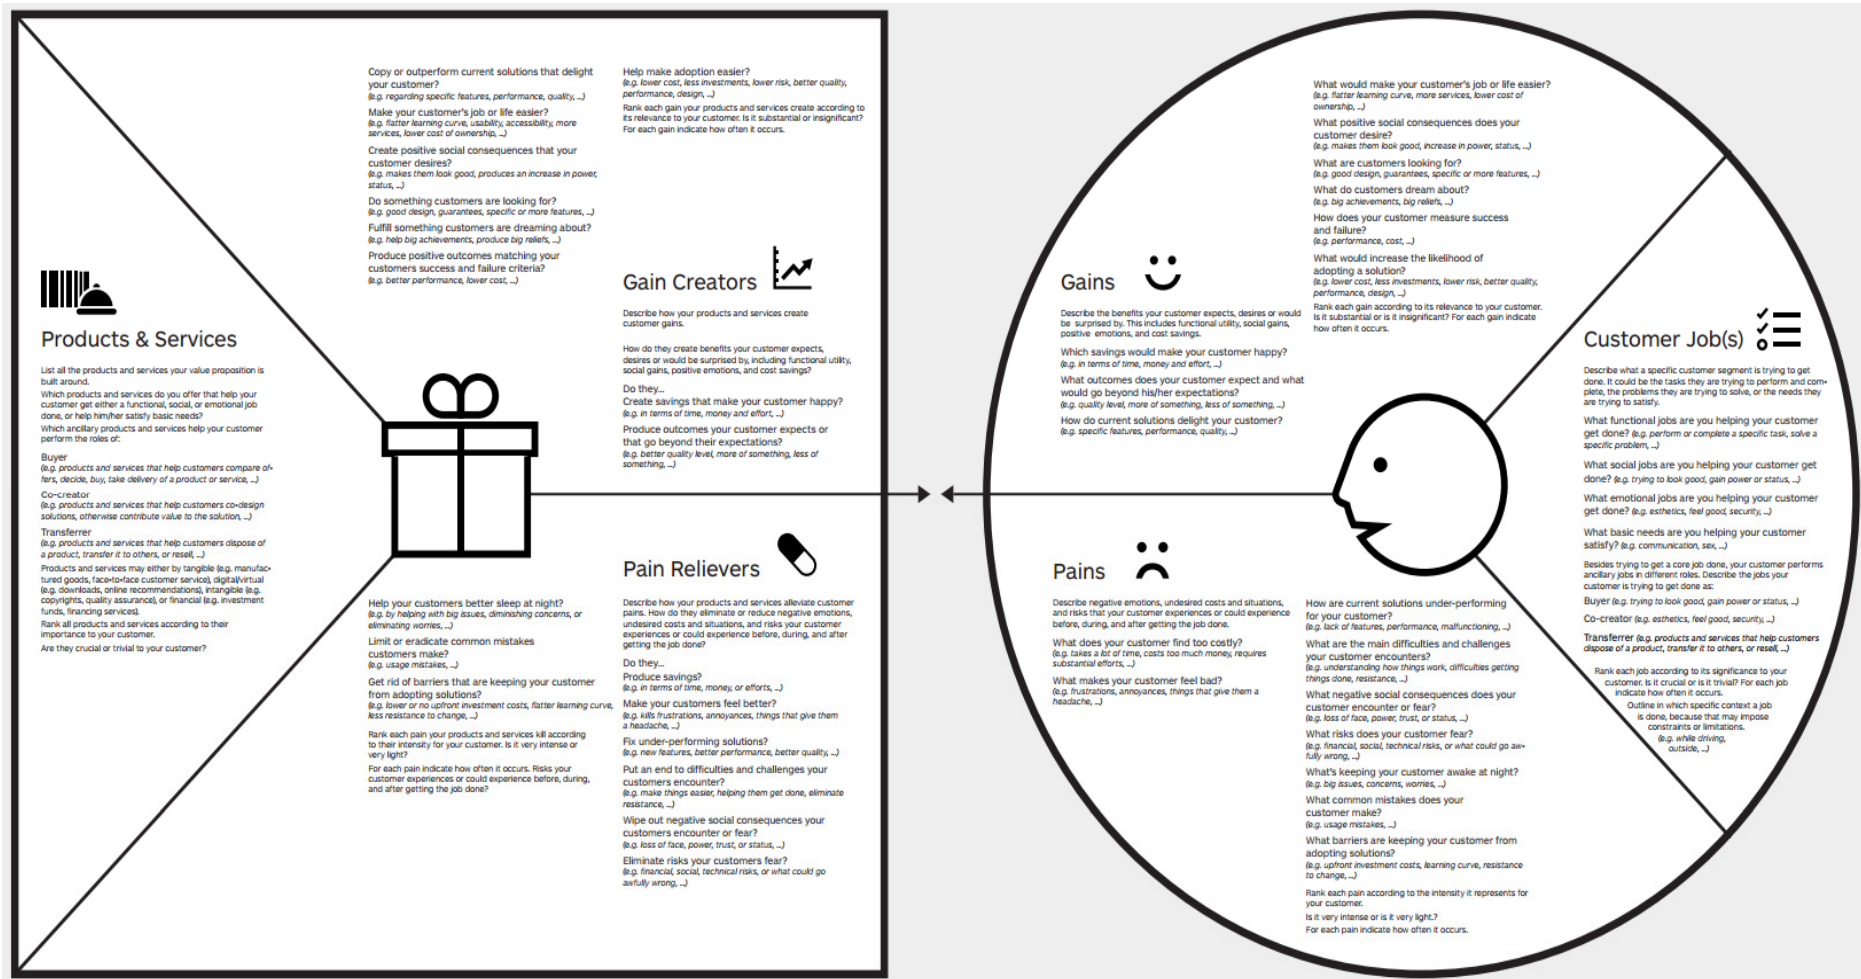 Products & Services
List all the products and services your value proposition is
built around.
Which products and services do you offer that help your
customer get either a functional, social, or emotional job
done, or help him/her satisfy basic needs?
Which ancillary products and services help your customer
perform the roles of:
Buyer
(e.g. products and services that help customers compare of-
fers, decide, buy, take delivery of a product or service, ...)
Co-creator
(e.g. products and services that help customers co-design
solutions, otherwise contribute value to the solution, ...)
Transferrer
(e.g. products and services that help customers dispose of
a product, transfer it to others, or resell, ...)
Products and services may either by tangible (e.g. manufac-
tured goods, face-to-face customer service), digital/virtual
(e.g. downloads, online recommendations), intangible (e.g.
copyrights, quality assurance), or financial (e.g. investment
funds, financing services).
Rank all products and services according to their
importance to your customer.
Are they crucial or trivial to your customer?
Gain Creators
Describe how your products and services create
customer gains.
How do they create benefits your customer expects,
desires or would be surprised by, including functional utility,
social gains, positive emotions, and cost savings?
Do they...
Create savings that make your customer happy?
(e.g. in terms of time, money and effort, ...)
Produce outcomes your customer expects or
that go beyond their expectations?
(e.g. better quality level, more of something, less of
something, ...)
Copy or outperform current solutions that delight
your customer?
(e.g. regarding specific features, performance, quality, ...)
Make your customer's job or life easier?
(e.g. flatter learning curve, usability, accessibility, more
services, lower cost of ownership, ...)
Create positive social consequences that your
customer desires?
(e.g. makes them look good, produces an increase in power,
status, ...)
Do something customers are looking for?
(e.g. good design, guarantees, specific or more features, ...)
Fulfill something customers are dreaming about?
(e.g. help big achievements, produce big reliefs, ...)
Produce positive outcomes matching your
customers success and failure criteria?
(e.g. better performance, lower cost, ...)
Help make adoption easier?
(e.g. lower cost, less investments, lower risk, better quality,
performance, design, ...)
Rank each gain your products and services create according to
its relevance to your customer. Is it substantial or insignificant?
For each gain indicate how often it occurs.
Pain Relievers
Describe how your products and services alleviate customer
pains. How do they eliminate or reduce negative emotions,
undesired costs and situations, and risks your customer
experiences or could experience before, during, and after
getting the job done?
Do they...
Produce savings?
(e.g. in terms of time, money, or efforts, ...)
Make your customers feel better?
(e.g. kills frustrations, annoyances, things that give them
a headache, ...)
Fix under-performing solutions?
(e.g. new features, better performance, better quality, ...)
Put an end to difficulties and challenges your
customers encounter?
(e.g. make things easier, helping them get done, eliminate
resistance, ...)
Wipe out negative social consequences your
customers encounter or fear?
(e.g. loss of face, power, trust, or status, ...)
Eliminate risks your customers fear?
(e.g. financial, social, technical risks, or what could go
awfully wrong, ...)
Help your customers better sleep at night?
(e.g. by helping with big issues, diminishing concerns, or
eliminating worries, ...)
Limit or eradicate common mistakes
customers make?
(e.g. usage mistakes, ...)
Get rid of barriers that are keeping your customer
from adopting solutions?
(e.g. lower or no upfront investment costs, flatter learning curve,
less resistance to change, ...)
Rank each pain your products and services kill according
to their intensity for your customer. Is it very intense or
very light?
For each pain indicate how often it occurs. Risks your
customer experiences or could experience before, during,
and after getting the job done?
Gains
Describe the benefits your customer expects, desires or would
be surprised by. This includes functional utility, social gains,
positive emotions, and cost savings.
Which savings would make your customer happy?
(e.g. in terms of time, money and effort, ...)
What outcomes does your customer expect and what
would go beyond his/her expectations?
(e.g. quality level, more of something, less of something, ...)
How do current solutions delight your customer?
(e.g. specific features, performance, quality, ...)
What would make your customer's job or life easier?
(e.g. flatter learning curve, more services, lower cost of
ownership, ...)
What positive social consequences does your
customer desire?
(e.g. makes them look good, increase in power, status, ...)
What are customers looking for?
(e.g. good design, guarantees, specific or more features, ...)
What do customers dream about?
(e.g. big achievements, big reliefs, ...)
How does your customer measure success
and failure?
(e.g. performance, cost, ...)
What would increase the likelihood of
adopting a solution?
(e.g. lower cost, less investments, lower risk, better quality,
performance, design, ...)
Rank each gain according to its relevance to your customer.
Is it substantial or is it insignificant? For each gain indicate
how often it occurs.
Pains
Describe negative emotions, undesired costs and situations,
and risks that your customer experiences or could experience
before, during, and after getting the job done.
What does your customer find too costly?
(e.g. takes a lot of time, costs too much money, requires
substantial efforts, ...)
What makes your customer feel bad?
(e.g. frustrations, annoyances, things that give them a
headache, ...)
How are current solutions under-performing
for your customer?
(e.g. lack of features, performance, malfunctioning, ...)
What are the main difficulties and challenges
your customer encounters?
(e.g. understanding how things work, difficulties getting
things done, resistance, ...)
What negative social consequences does your
customer encounter or fear?
(e.g. loss of face, power, trust, or status, ...)
What risks does your customer fear?
(e.g. financial, social, technical risks, or what could go aw-
fully wrong, ...)
What's keeping your customer awake at night?
(e.g. big issues, concerns, worries, ...)
What common mistakes does your
customer make?
(e.g. usage mistakes, ...)
What barriers are keeping your customer from
adopting solutions?
(e.g. upfront investment costs, learning curve, resistance
to change, ...)
Rank each pain according to the intensity it represents for
your customer.
Is it very intense or is it very light.?
For each pain indicate how often it occurs.
Customer Job(s)
Describe what a specific customer segment is trying to get
done. It could be the tasks they are trying to perform and com-
plete, the problems they are trying to solve, or the needs they
are trying to satisfy.
What functional jobs are you helping your customer
get done? (e.g. perform or complete a specific task, solve a
specific problem, ...)
What social jobs are you helping your customer get
done? (e.g. trying to look good, gain power or status, ...)
What emotional jobs are you helping your customer
get done? (e.g. esthetics, feel good, security, ...)
What basic needs are you helping your customer
satisfy? (e.g. communication, sex, ...)
Besides trying to get a core job done, your customer performs
ancillary jobs in different roles. Describe the jobs your
customer is trying to get done as:
Buyer (e.g. trying to look good, gain power or status, ...)
Co-creator (e.g. esthetics, feel good, security, ...)
Transferrer (e.g. products and services that help customers
dispose of a product, transfer it to others, or resell, ...)
Rank each job according to its significance to your
customer. Is it crucial or is it trivial? For each job
indicate how often it occurs.
Outline in which specific context a job
is done, because that may impose
constraints or limitations.
(e.g. while driving,
outside, ...)